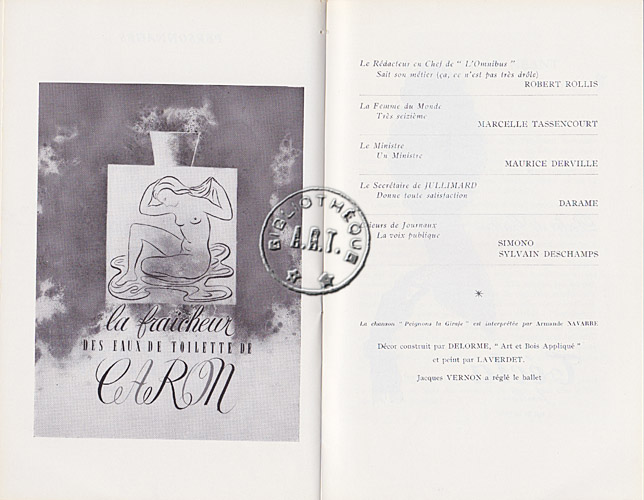 la fraîcheur
DES EAUX DE TOILETTE DE
CARON
BIBLIOTHÈQUE
A.R.T.
Le Rédacteur en Chef de " L'Omnibus "
Sait son métier (ça, ce n'est pas très drôle)
ROBERT ROLLIS
La Femme du Monde
Très seizième
MARCELLE TASSENCOURT
Le Ministre
Un Ministre
MAURICE DERVILLE
Le Secrétaire de JULLIMARD
Donne toute satisfaction
DARAME
de Journaux
La voix publique
SIMONO
SYLVAIN DESCHAMPS
La chanson "Peignons la Girafe" est interprétée par Armande NAVARRE
Décor construit par DELORME, " Art et Bois Appliqué "
et peint par LAVERDET.
Jacques VERNON a réglé le ballet